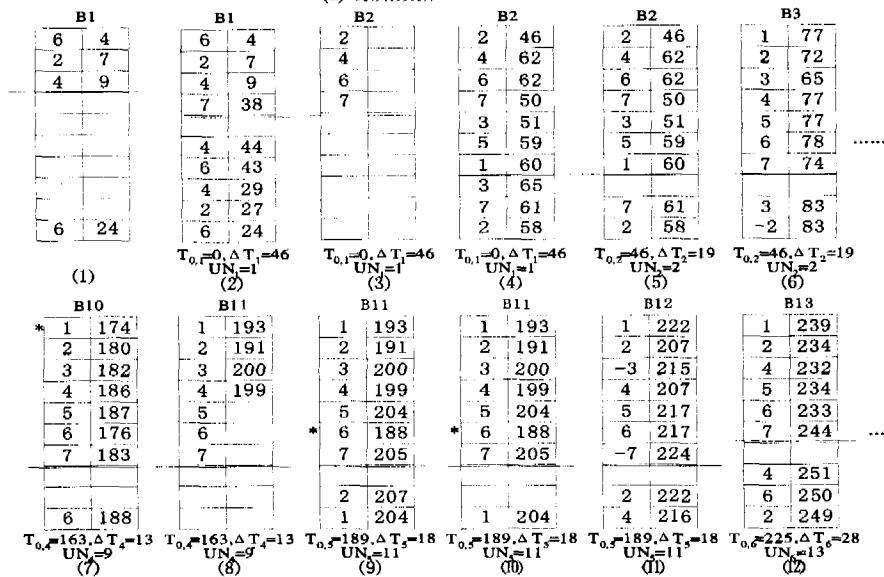 B1
6 4
2 7
4 9
6 24
(1)
B1
6 4
2 7
4 9
7 38
4 44
6 43
4 29
2 27
6 24
T0,1=0, Δ T1=46
UN1=1
(2)
B2
2
4
6
7
T0,1=0, Δ T1=46
UN1=1
(3)
B2
2 46
4 62
6 62
7 50
3 51
5 59
1 60
3 65
7 61
2 58
T0,1=0, Δ T1=46
UN1=1
(4)
B2
2 46
4 62
6 62
7 50
3 51
5 59
1 60
7 61
2 58
T0,2=46, Δ T2=19
UN2=2
(5)
B3
1 77
2 72
3 65
4 77
5 77
6 78
7 74
3 83
-2 83
T0,2=46, Δ T2=19
UN2=2
(6)
......
B10
* 1 174
2 180
3 182
4 186
5 187
6 176
7 183
6 188
T0,4=163, Δ T4=13
UN4=9
(7)
B11
1 193
2 191
3 200
4 199
5
6
7
T0,4=163, Δ T4=13
UN4=9
(8)
B11
1 193
2 191
3 200
4 199
5 204
* 6 188
7 205
2 207
1 204
T0,5=189, Δ T5=18
UN5=11
(9)
B11
1 193
2 191
3 200
4 199
5 204
* 6 188
7 205
1 204
T0,5=189, Δ T5=18
UN5=11
(10)
B12
1 222
2 207
-3 215
4 207
5 217
6 217
-7 224
2 222
4 216
T0,5=189, Δ T5=18
UN5=11
(11)
B13
1 239
2 234
4 232
5 234
6 233
7 244
4 251
6 250
2 249
T0,6=225, Δ T6=28
UN6=13
(12)
...